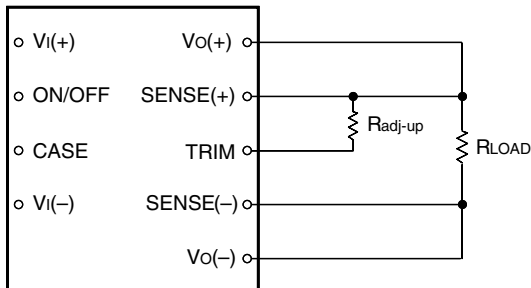 VI(+) VO(+)
ON/OFF SENSE(+)
Radj-up
CASE TRIM
RLOAD
VI(–) SENSE(–)
VO(–)